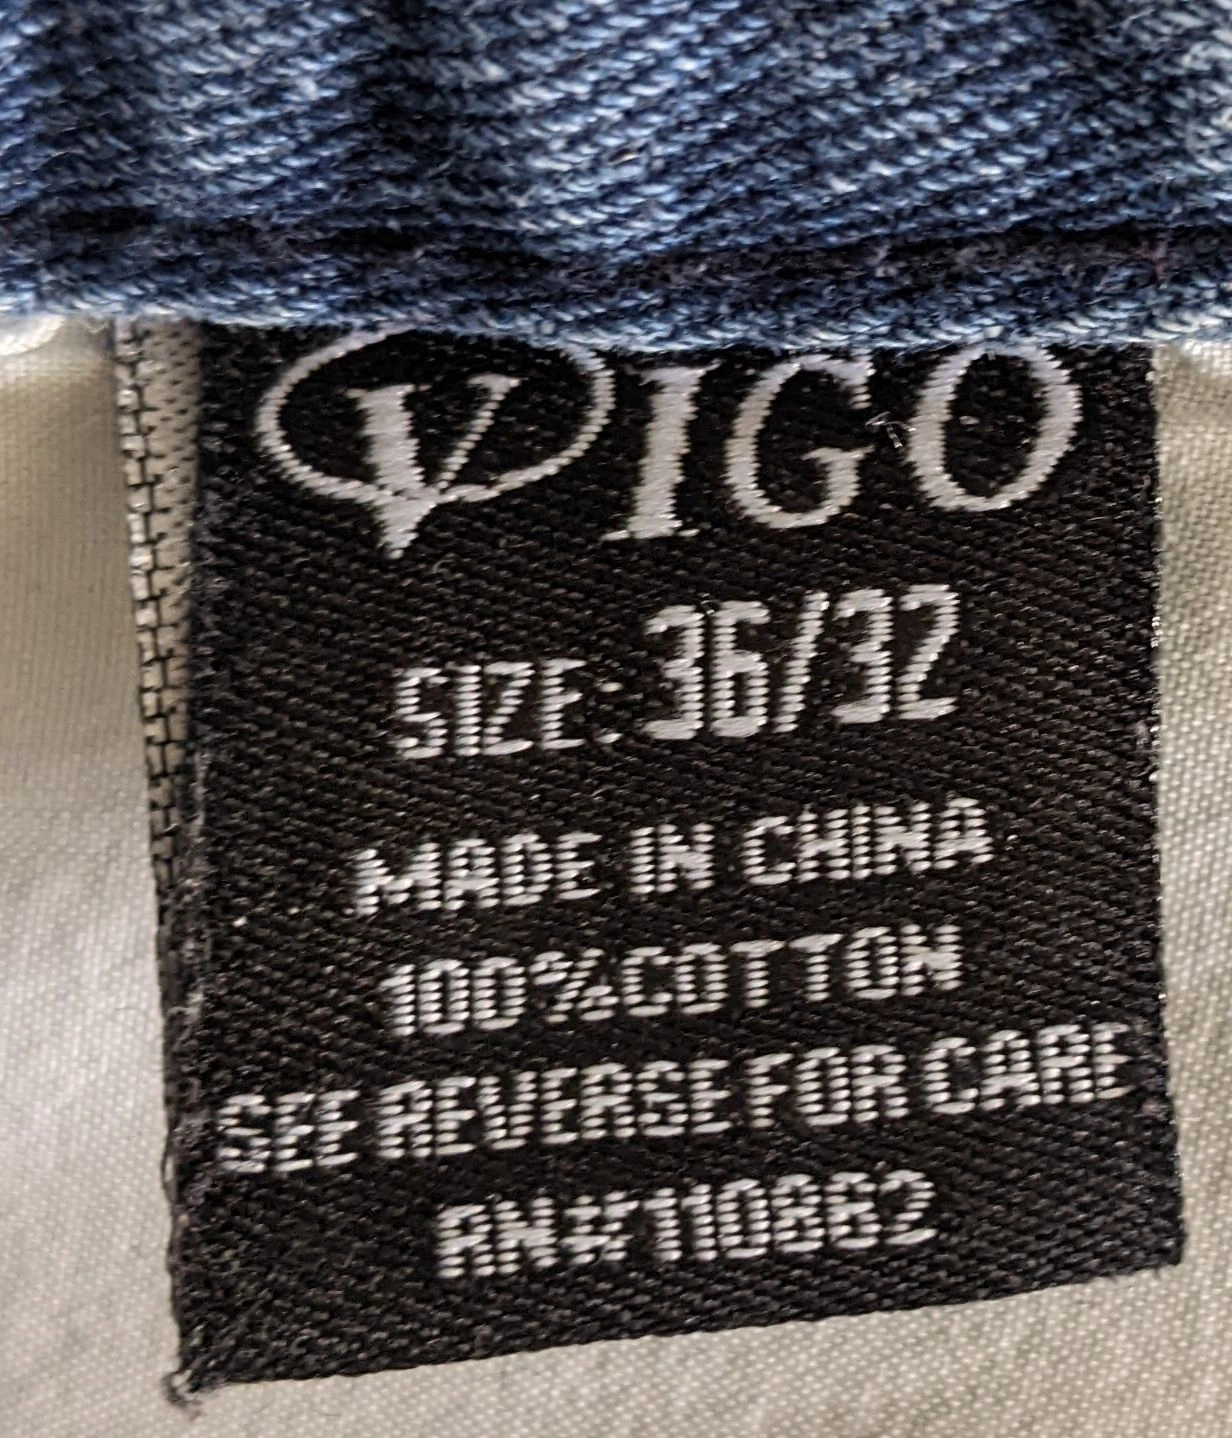 VIGO
SIZE: 36/32
MADE IN CHINA
100%COTTON
SEE REVERSE FOR CARE
RN#110862